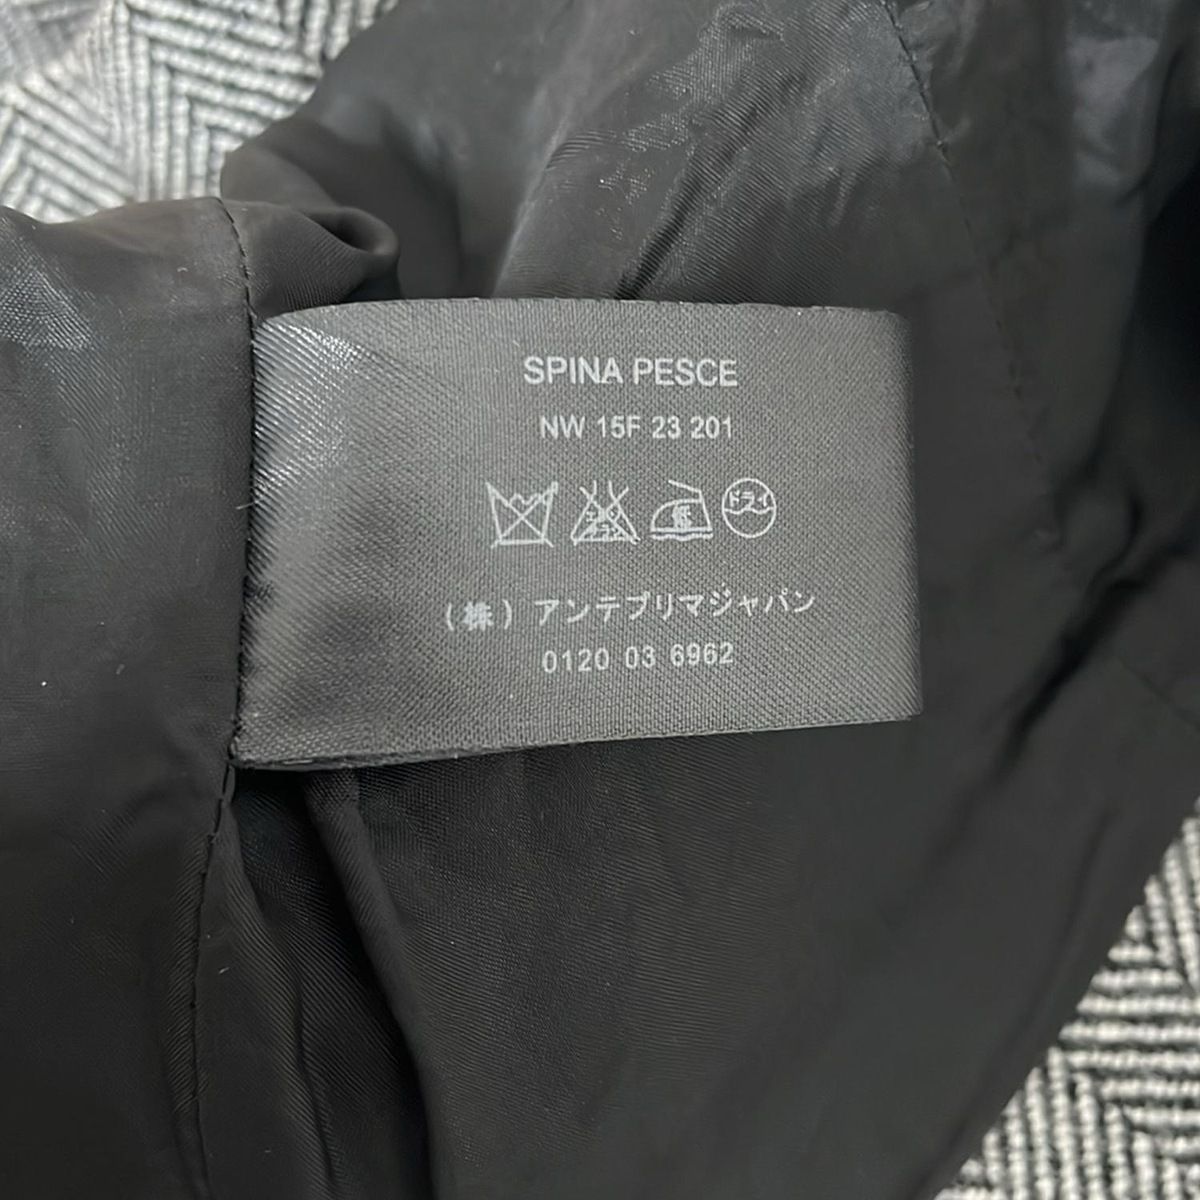 SPINA PESCE
NW 15F 23 201
ドライ
(株) アンテプリマジャパン
0120 03 6962